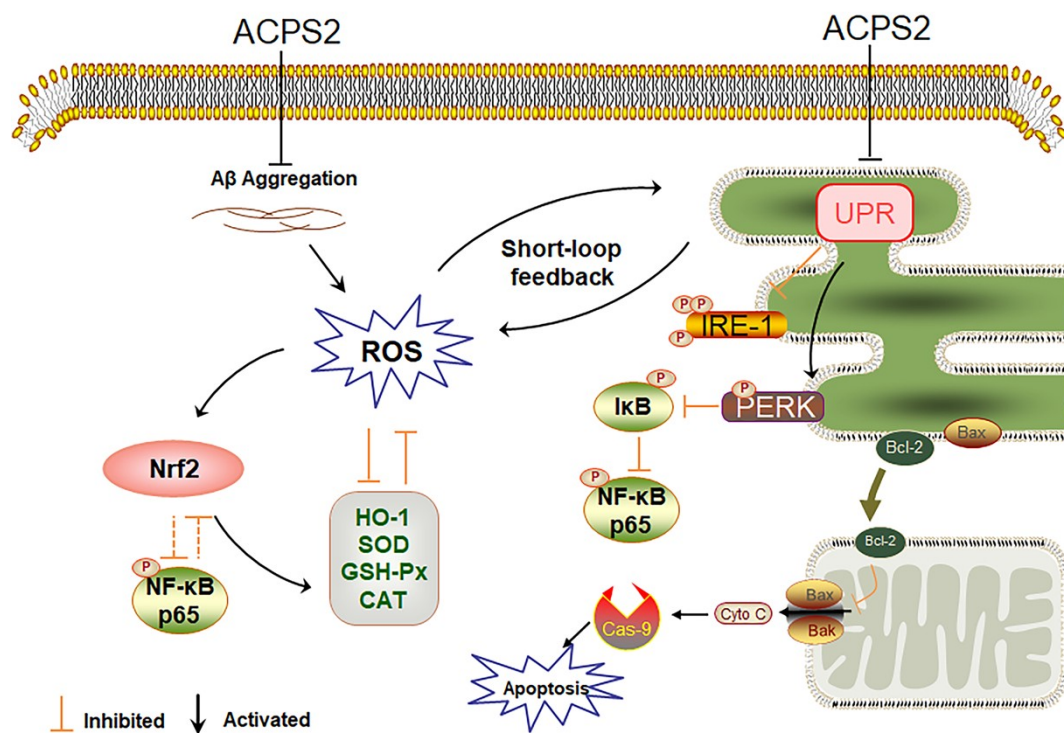 ACPS2
ACPS2
Aβ Aggregation
UPR
Short-loop
feedback
P
P
P
IRE-1
ROS
P
P
IκB
PERK
Bax
Bcl-2
Nrf2
P
NF-κB
p65
HO-1
SOD
GSH-Px
CAT
P
NF-κB
p65
Bcl-2
Bax
Cyto C
Bak
Cas-9
Apoptosis
Inhibited
Activated